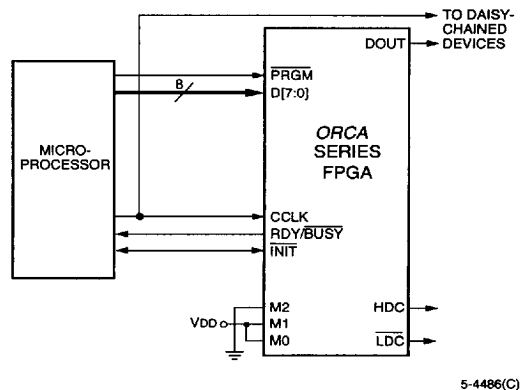 TO DAISY-
CHAINED
DEVICES
DOUT
PRGM
8
D[7:0]
MICRO-
PROCESSOR
ORCA
SERIES
FPGA
CCLK
RDY/BUSY
INIT
M2
HDC
VDD
M1
M0
LDC
5-4486(C)